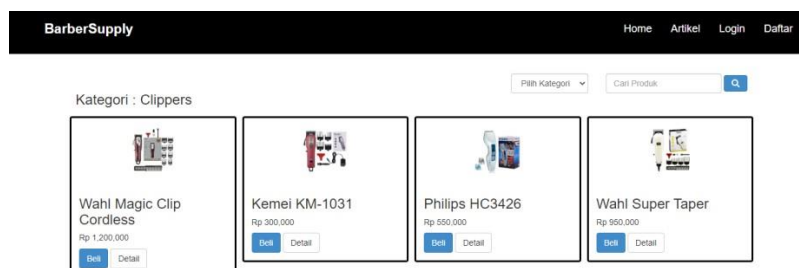 BarberSupply
Home Artikel Login Daftar
Pilih Kategori
Cari Produk
Kategori : Clippers
Wahl Magic Clip
Cordless
Rp 1,200,000
Beli Detail
Kemei KM-1031
Rp 300,000
Beli Detail
Philips HC3426
Rp 550,000
Beli Detail
Wahl Super Taper
Rp 950,000
Beli Detail